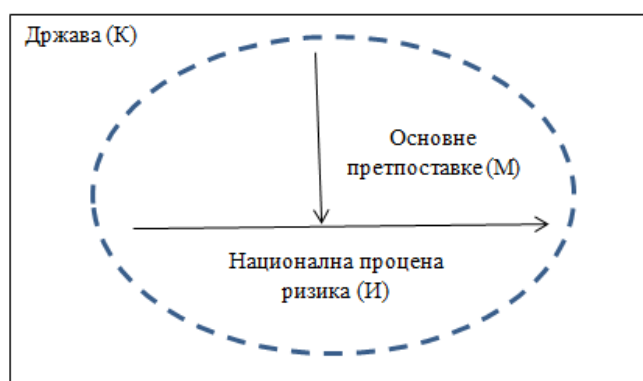 Држава (К)
Основне
претпоставке (М)
Национална процена
ризика (И)